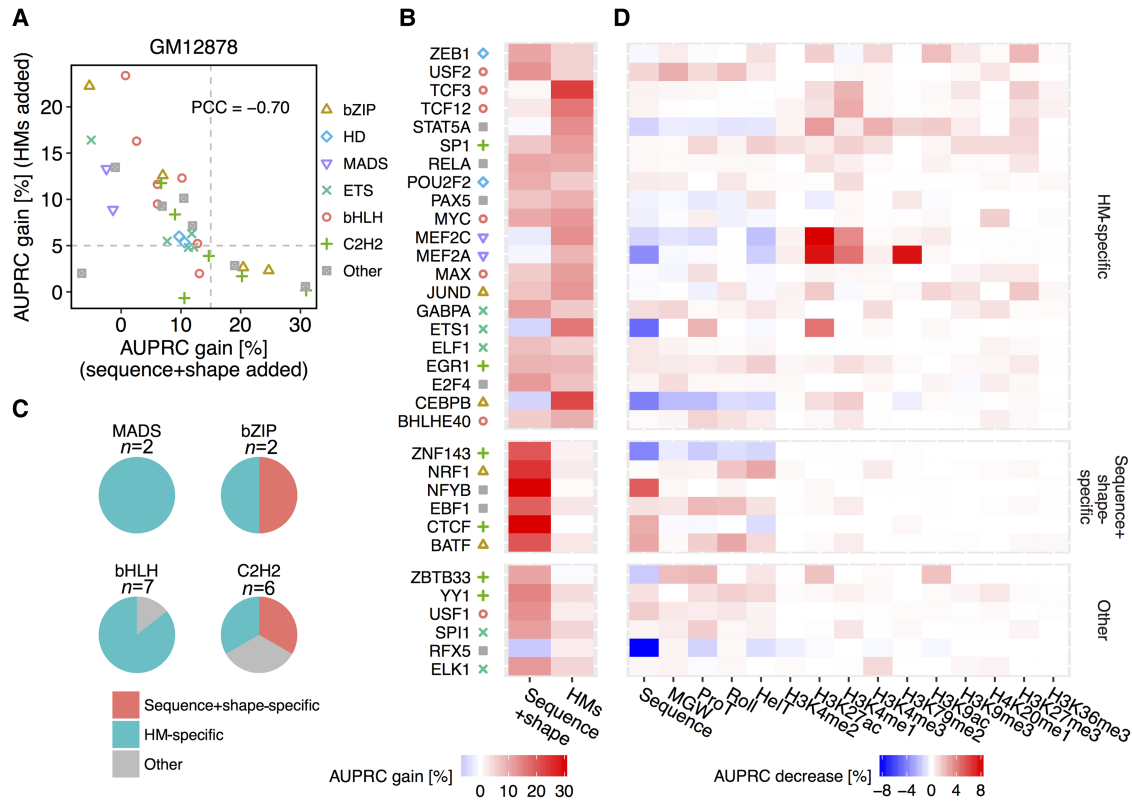 A
GM12878
PCC = −0.70
AUPRC gain [%] (HMs added)
20
15
10
5
0
0
10
20
30
AUPRC gain [%]
(sequence+shape added)
bZIP
HD
MADS
ETS
bHLH
C2H2
Other
B
ZEB1
USF2
TCF3
TCF12
STAT5A
SP1
RELA
POU2F2
PAX5
MYC
MEF2C
MEF2A
MAX
JUND
GABPA
ETS1
ELF1
EGR1
E2F4
CEBPB
BHLHE40
ZNF143
NRF1
NFYB
EBF1
CTCF
BATF
ZBTB33
YY1
USF1
SPI1
RFX5
ELK1
Sequence
+shape
HMs
AUPRC gain [%]
0 10 20 30
C
MADS
n=2
bZIP
n=2
bHLH
n=7
C2H2
n=6
Sequence+shape-specific
HM-specific
Other
D
HM-specific
Sequence+
shape-
specific
Other
Sequence
MGW
ProT
Roll
HelT
H3K4me2
H3K27ac
H3K4me1
H3K4me3
H3K79me2
H3K9ac
H3K9me3
H4K20me1
H3K27me3
H3K36me3
AUPRC decrease [%]
−8 −4 0 4 8